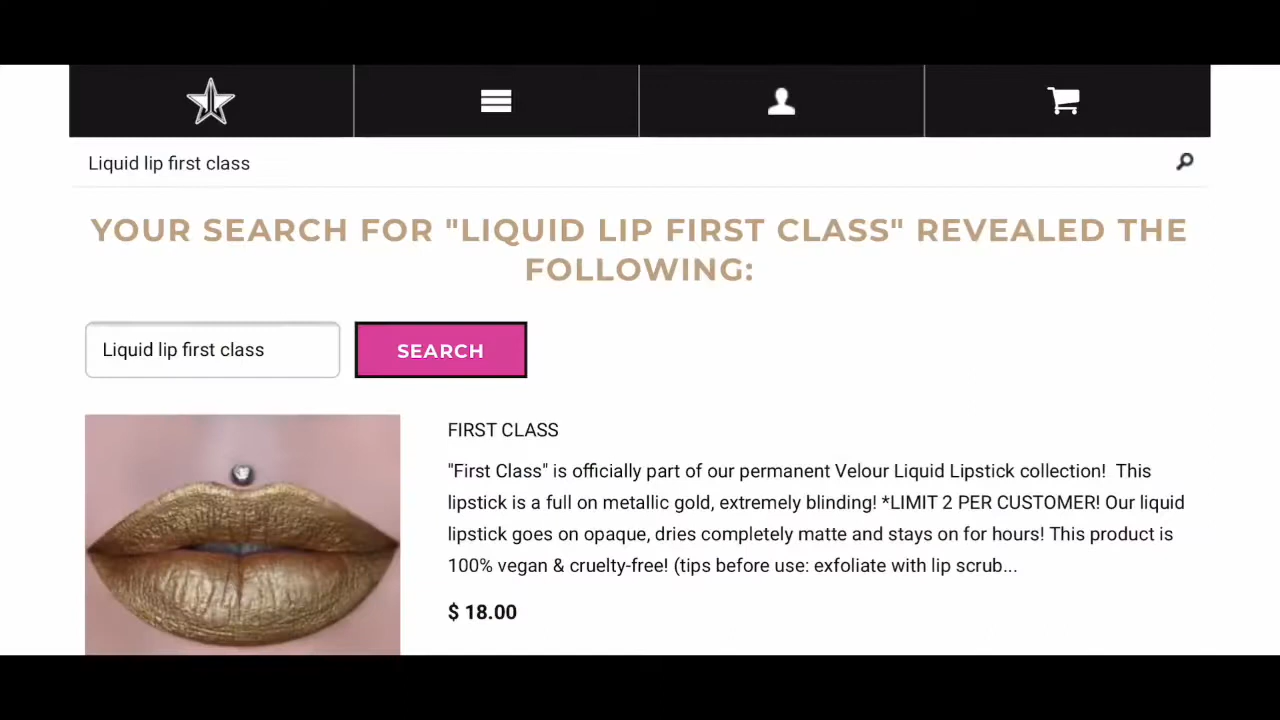 Liquid lip first class
YOUR SEARCH FOR "LIQUID LIP FIRST CLASS" REVEALED THE
FOLLOWING:
Liquid lip first class
SEARCH
FIRST CLASS
"First Class" is officially part of our permanent Velour Liquid Lipstick collection!  This
lipstick is a full on metallic gold, extremely blinding! *LIMIT 2 PER CUSTOMER! Our liquid
lipstick goes on opaque, dries completely matte and stays on for hours! This product is
100% vegan & cruelty-free! (tips before use: exfoliate with lip scrub...
$ 18.00